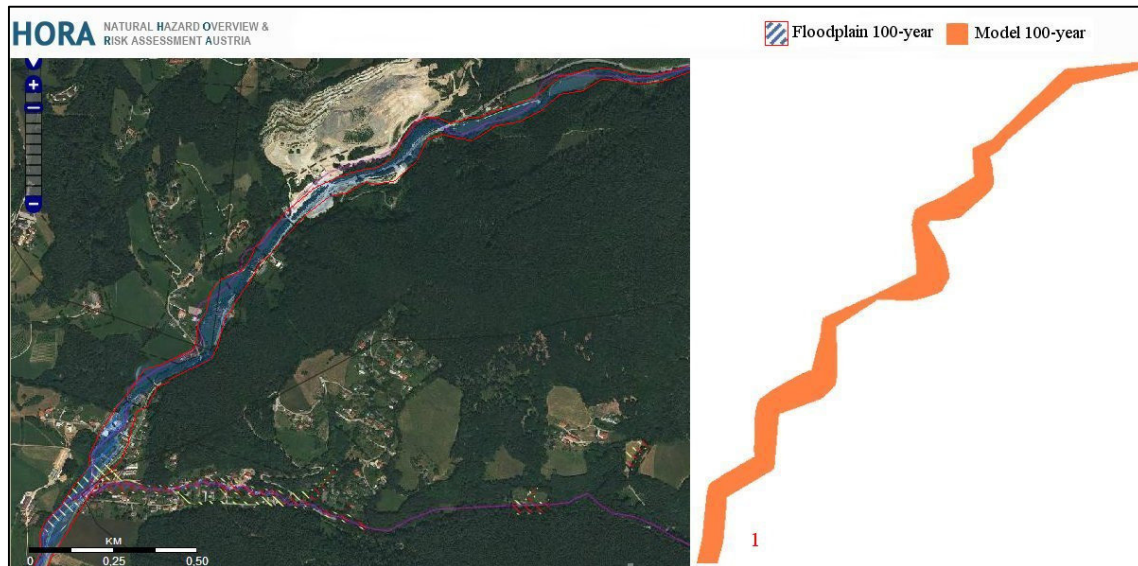 HORA NATURAL HAZARD OVERVIEW &
RISK ASSESSMENT AUSTRIA
Floodplain 100-year
Model 100-year
KM
0 0,25 0,50
1